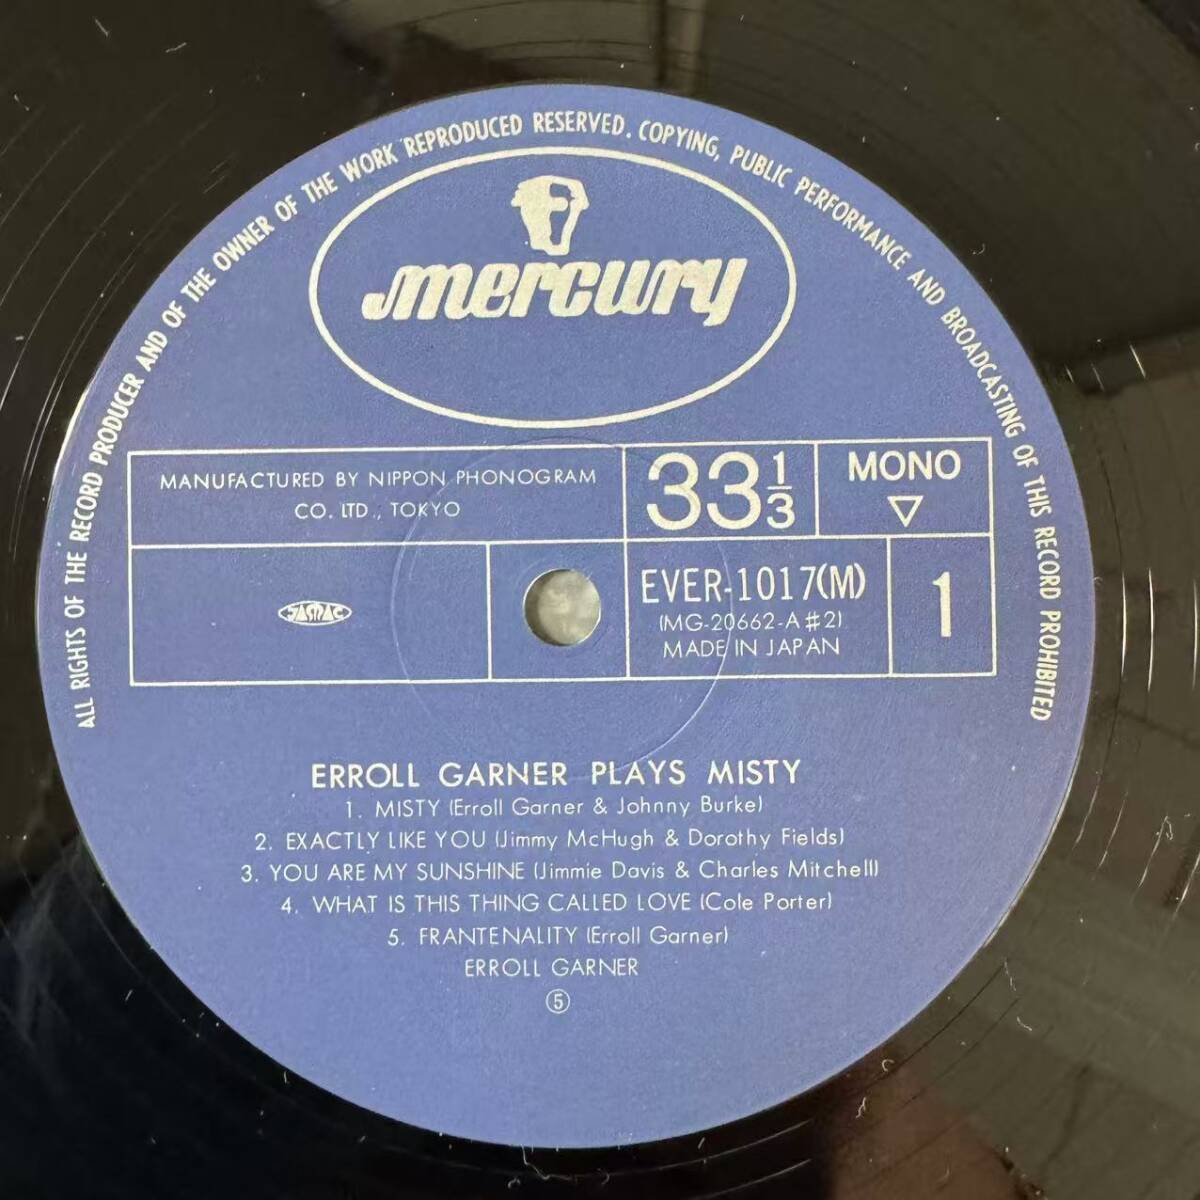 ALL RIGHTS OF THE RECORD PRODUCER AND OF THE OWNER OF THE WORK REPRODUCED RESERVED. COPYING, PUBLIC PERFORMANCE AND BROADCASTING OF THIS RECORD PROHIBITED
mercury
MANUFACTURED BY NIPPON PHONOGRAM
CO. LTD., TOKYO
33 1/3
MONO
▽
JASRAC
EVER-1017(M)
(MG-20662-A#2)
MADE IN JAPAN
1
ERROLL GARNER PLAYS MISTY
1. MISTY (Erroll Garner & Johnny Burke)
2. EXACTLY LIKE YOU (Jimmy McHugh & Dorothy Fields)
3. YOU ARE MY SUNSHINE (Jimmie Davis & Charles Mitchell)
4. WHAT IS THIS THING CALLED LOVE (Cole Porter)
5. FRANTENALITY (Erroll Garner)
ERROLL GARNER
⑤